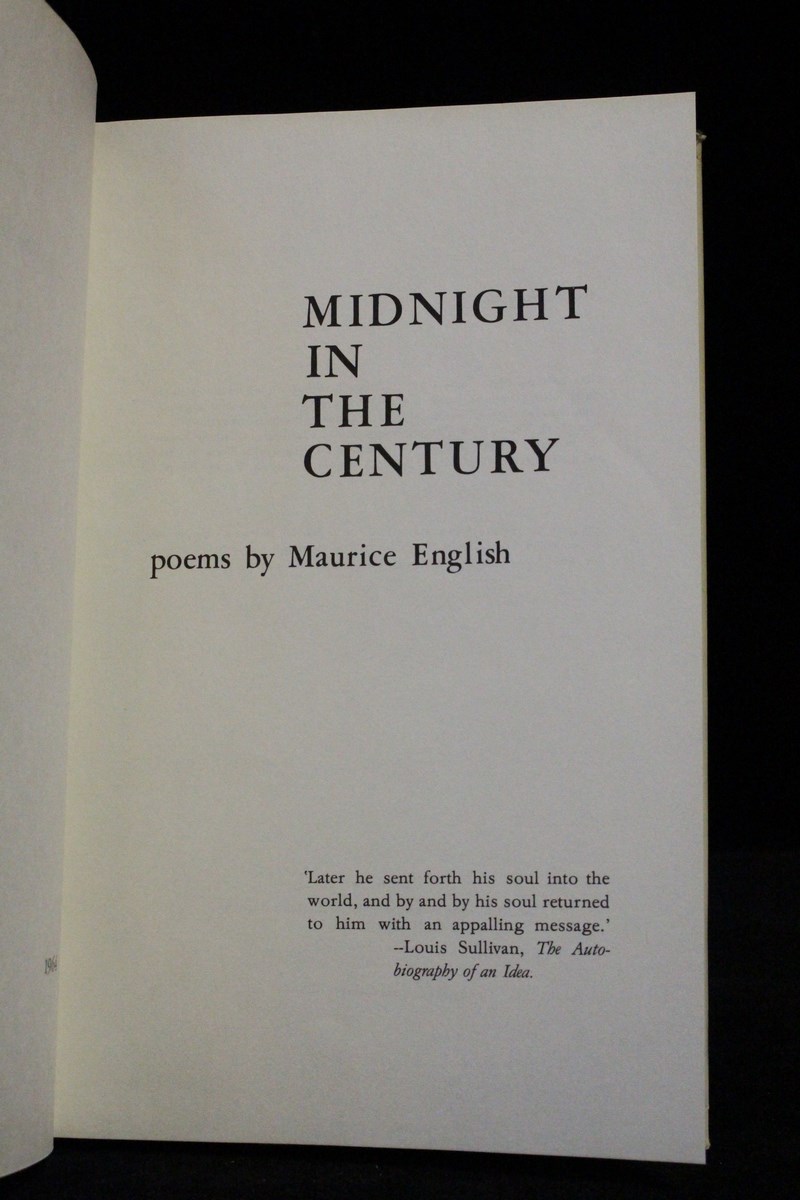 MIDNIGHT
IN
THE
CENTURY
poems by Maurice English
'Later he sent forth his soul into the
world, and by and by his soul returned
to him with an appalling message.'
--Louis Sullivan, The Auto-
biography of an Idea.
1964